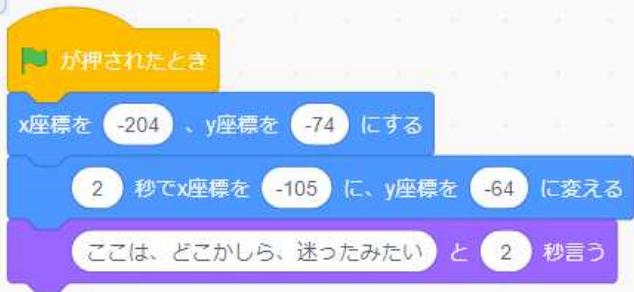 が押されたとき
x座標を -204 、y座標を -74 にする
2 秒でx座標を -105 に、y座標を -64 に変える
ここは、どこかしら、迷ったみたい と 2 秒言う